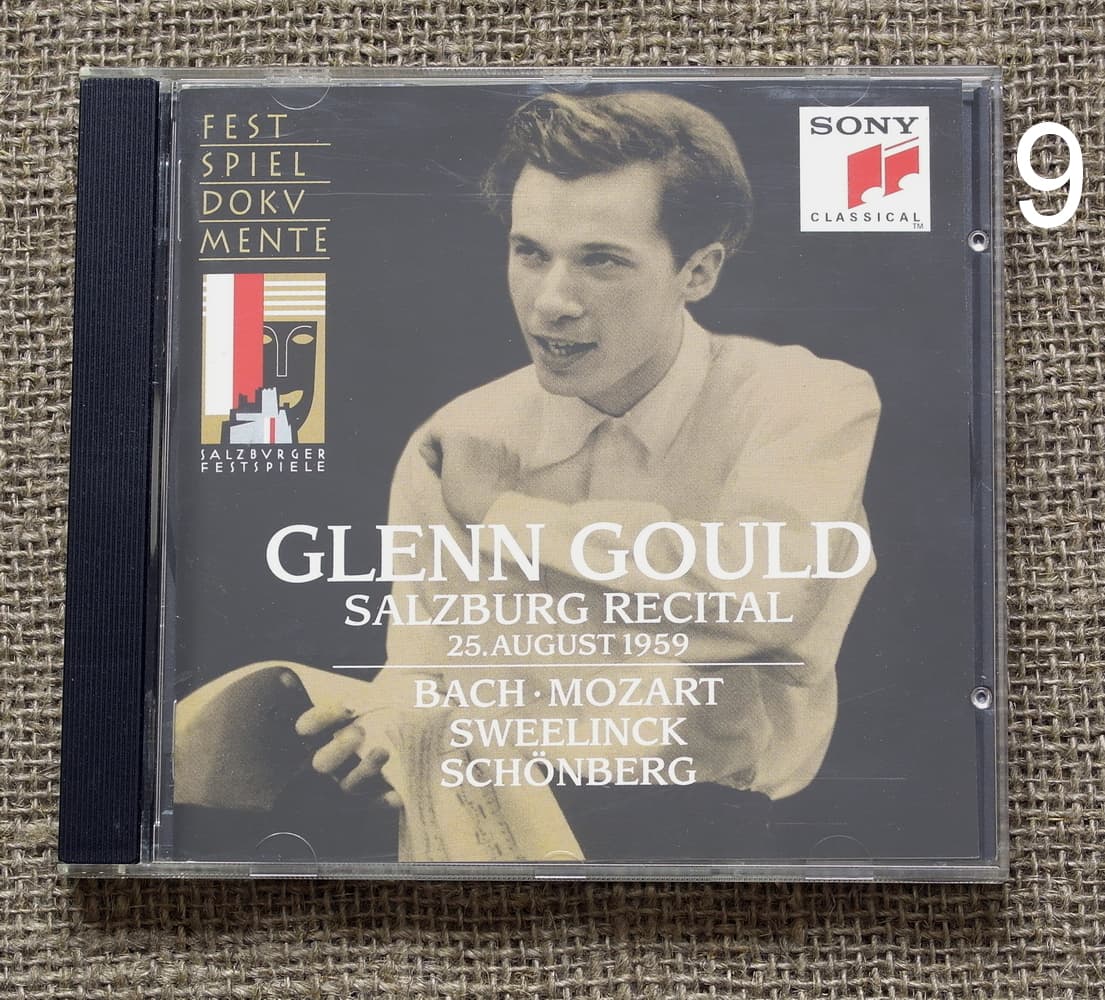 FEST
SPIEL
DOKV
MENTE
SALZBVRGER
FESTSPIELE
SONY
CLASSICAL
TM
9
GLENN GOULD
SALZBURG RECITAL
25. AUGUST 1959
BACH · MOZART
SWEELINCK
SCHÖNBERG